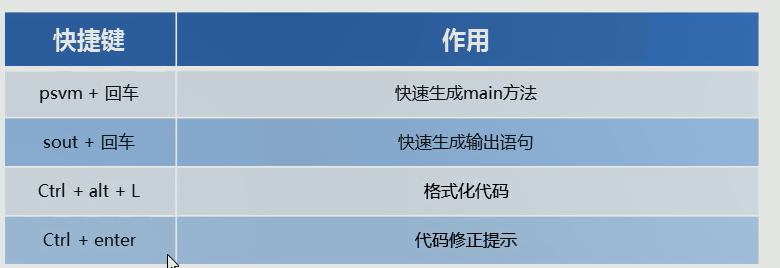 快捷键 作用
psvm + 回车 快速生成main方法
sout + 回车 快速生成输出语句
Ctrl + alt + L 格式化代码
Ctrl + enter 代码修正提示